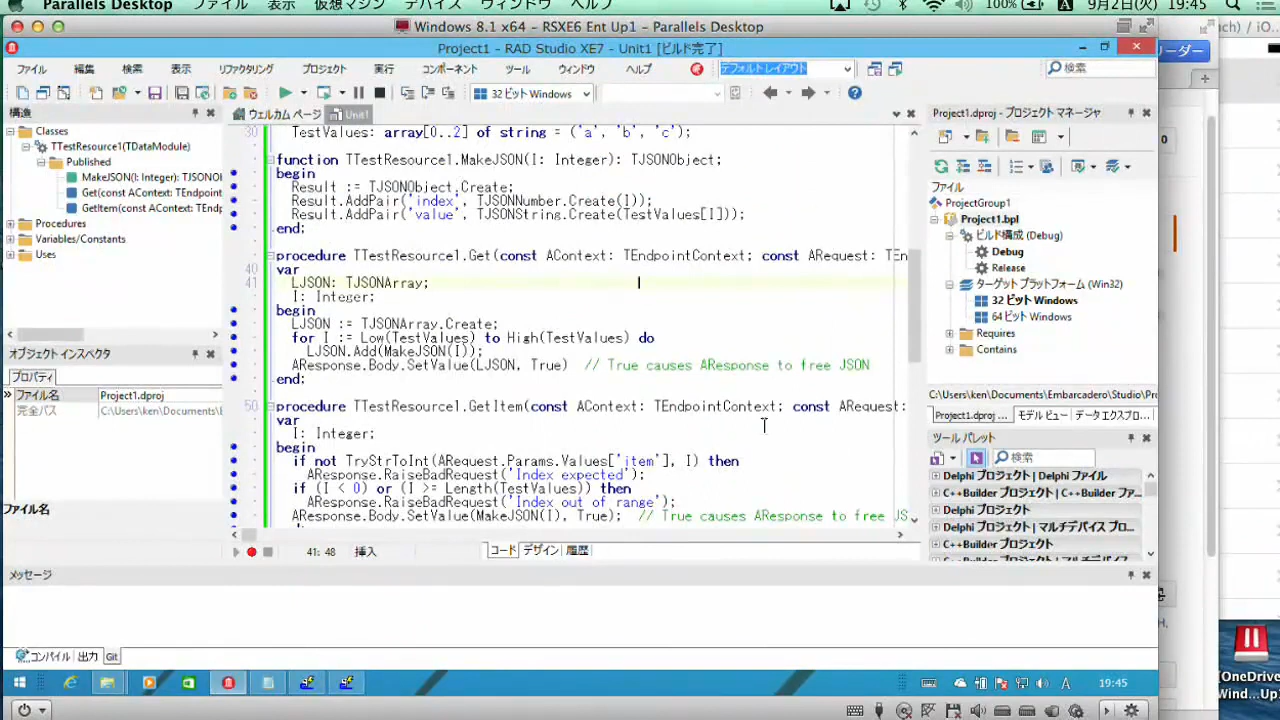 Parallels Desktop ファイル 表示 仮想マシン デバイス ウィンドウ ヘルプ 100% 9月2日(火) 19:45
Windows 8.1 x64 – RSXE6 Ent Up1 – Parallels Desktop
Project1 - RAD Studio XE7 - Unit1 [ビルド完了]
ファイル 編集 検索 表示 リファクタリング プロジェクト 実行 コンポーネント ツール ウィンドウ ヘルプ デフォルト レイアウト 検索
32 ビット Windows
構造
Classes
TTestResource1(TDataModule)
Published
MakeJSON(I: Integer): TJSONO
Get(const AContext: TEndpoint
GetItem(const AContext: TEndp
Procedures
Variables/Constants
Uses
オブジェクト インスペクタ
プロパティ
ファイル名 Project1.dproj
完全パス C:\Users\ken\Documents\E
ファイル名
ウェルカム ページ Unit1
30 TestValues: array[0..2] of string = ('a', 'b', 'c');
function TTestResource1.MakeJSON(I: Integer): TJSONObject;
begin
Result := TJSONObject.Create;
Result.AddPair('index', TJSONNumber.Create(I));
Result.AddPair('value', TJSONString.Create(TestValues[I]));
end;
procedure TTestResource1.Get(const AContext: TEndpointContext; const ARequest: TEn
40 var
41 LJSON: TJSONArray;
I: Integer;
begin
LJSON := TJSONArray.Create;
for I := Low(TestValues) to High(TestValues) do
LJSON.Add(MakeJSON(I));
AResponse.Body.SetValue(LJSON, True) // True causes AResponse to free JSON
end;
50 procedure TTestResource1.GetItem(const AContext: TEndpointContext; const ARequest:
var
I: Integer;
begin
if not TryStrToInt(ARequest.Params.Values['item'], I) then
AResponse.RaiseBadRequest('Index expected');
if (I < 0) or (I >= Length(TestValues)) then
AResponse.RaiseBadRequest('Index out of range');
AResponse.Body.SetValue(MakeJSON(I), True); // True causes AResponse to free JS
41: 48 挿入 コード デザイン 履歴
Project1.dproj - プロジェクト マネージャ
ファイル
ProjectGroup1
Project1.bpl
ビルド構成 (Debug)
Debug
Release
ターゲット プラットフォーム (Win32)
32 ビット Windows
64 ビット Windows
Requires
Contains
C:\Users\ken\Documents\Embarcadero\Studio\Pro
Project1.dproj ... モデル ビュー データ エクスプロ...
ツール パレット
検索
Delphi プロジェクト | Delphi ファイル
C++Builder プロジェクト | C++Builder ファ...
Delphi プロジェクト
Delphi プロジェクト | マルチデバイス プロ...
C++Builder プロジェクト
メッセージ
コンパイル 出力 Git
A 19:45
ーダー
OneDrive
Wind...Up1